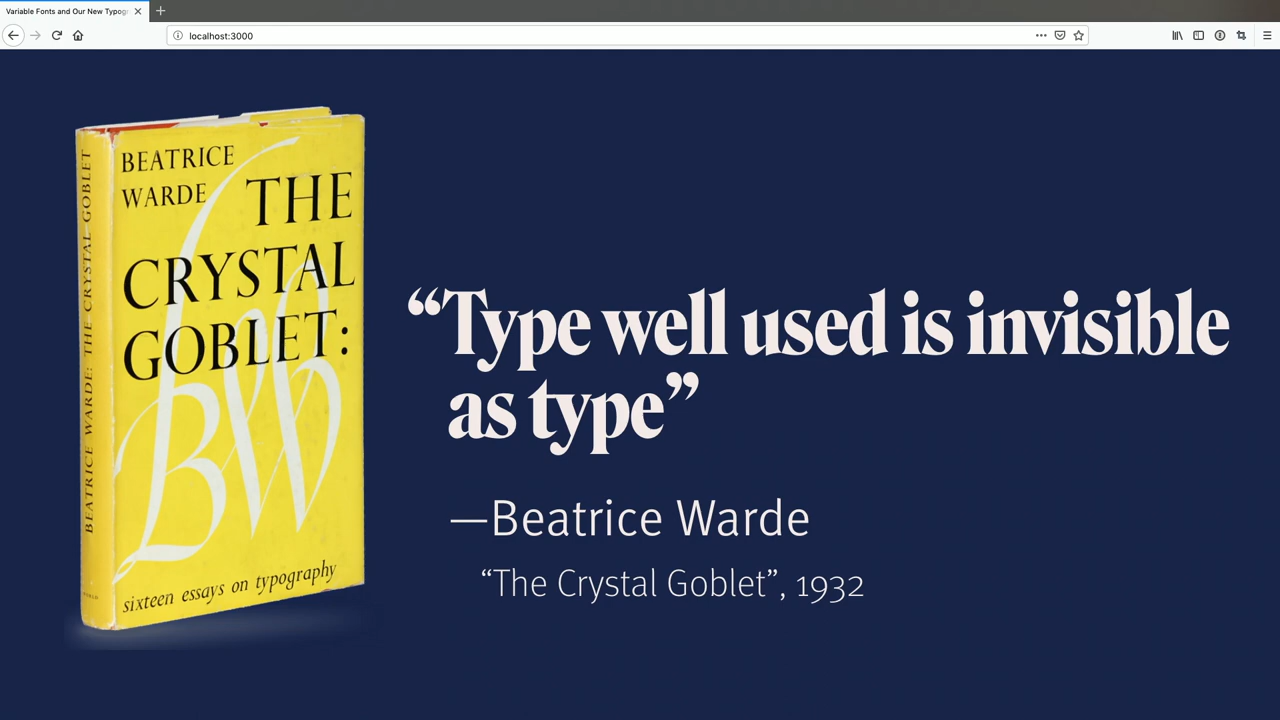 Variable Fonts and Our New Typogr
localhost:3000
BEATRICE WARDE: THE CRYSTAL GOBLET
BEATRICE
WARDE
THE
CRYSTAL
GOBLET:
BW
sixteen essays on typography
“Type well used is invisible
as type”
—Beatrice Warde
“The Crystal Goblet”, 1932